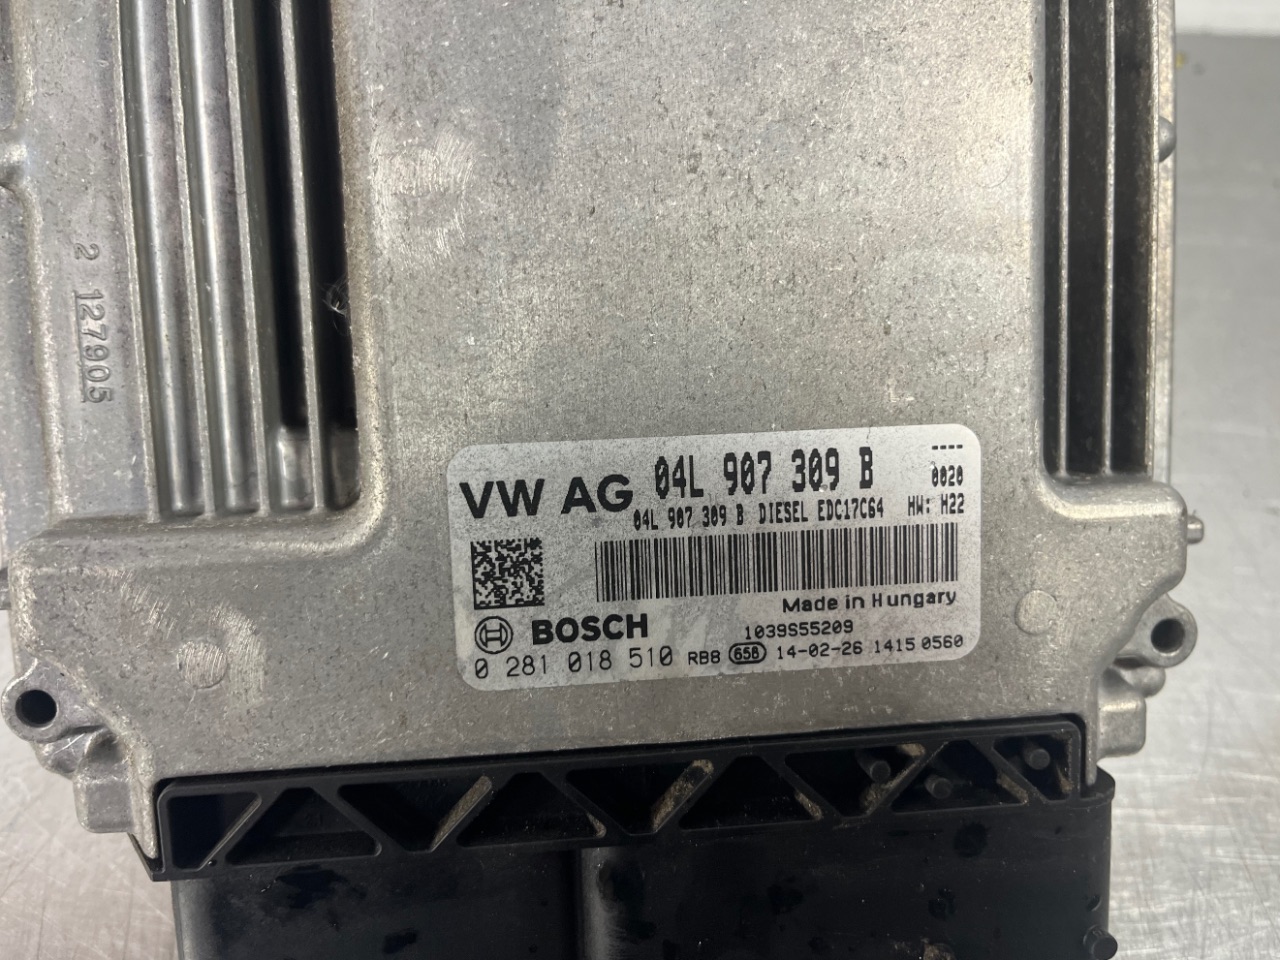 2 127905
VW AG 04L 907 309 B ----
0020
04L 907 309 B DIESEL EDC17C64 HW: H22
Made in Hungary
BOSCH 1039S55209
0 281 018 510 RB8 658 14-02-26 1415 0560